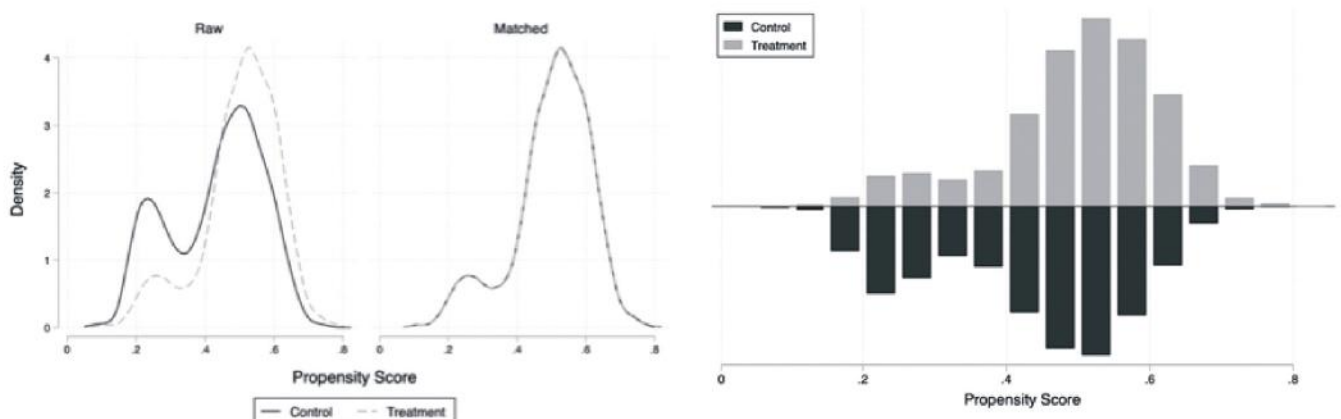 Raw
Matched
Density
4
3
2
1
0
0 .2 .4 .6 .8
0 .2 .4 .6 .8
Propensity Score
Control Treatment
Control
Treatment
0 .2 .4 .6 .8
Propensity Score